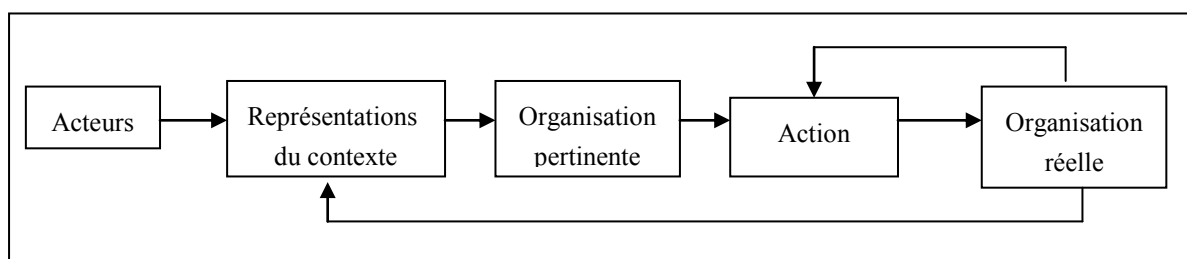 Acteurs
Représentations
du contexte
Organisation
pertinente
Action
Organisation
réelle